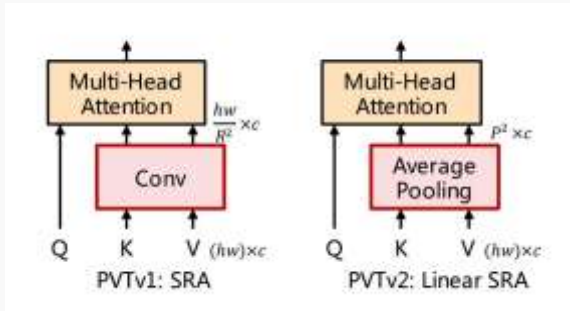 Multi-Head
Attention
hw/R² ×c
Conv
Q K V (hw)×c
PVTv1: SRA
Multi-Head
Attention
P² ×c
Average
Pooling
Q K V (hw)×c
PVTv2: Linear SRA